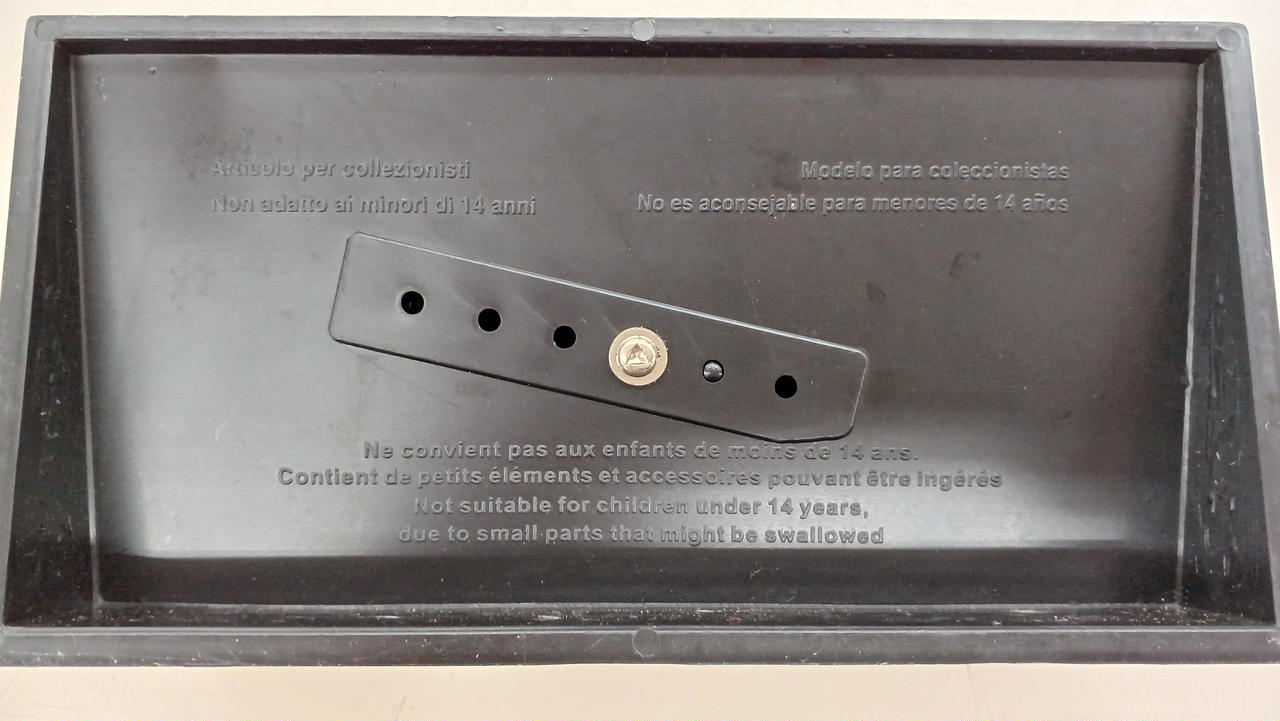 Articolo per collezionisti
Non adatto ai minori di 14 anni
Modelo para coleccionistas
No es aconsejable para menores de 14 años
Ne convient pas aux enfants de moins de 14 ans.
Contient de petits éléments et accessoires pouvant être ingérés
Not suitable for children under 14 years,
due to small parts that might be swallowed